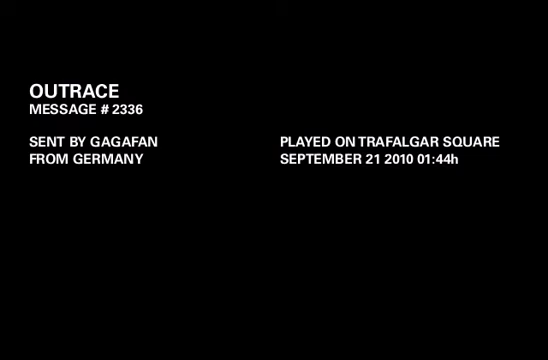 OUTRACE
MESSAGE # 2336
SENT BY GAGAFAN
FROM GERMANY
PLAYED ON TRAFALGAR SQUARE
SEPTEMBER 21 2010 01:44h